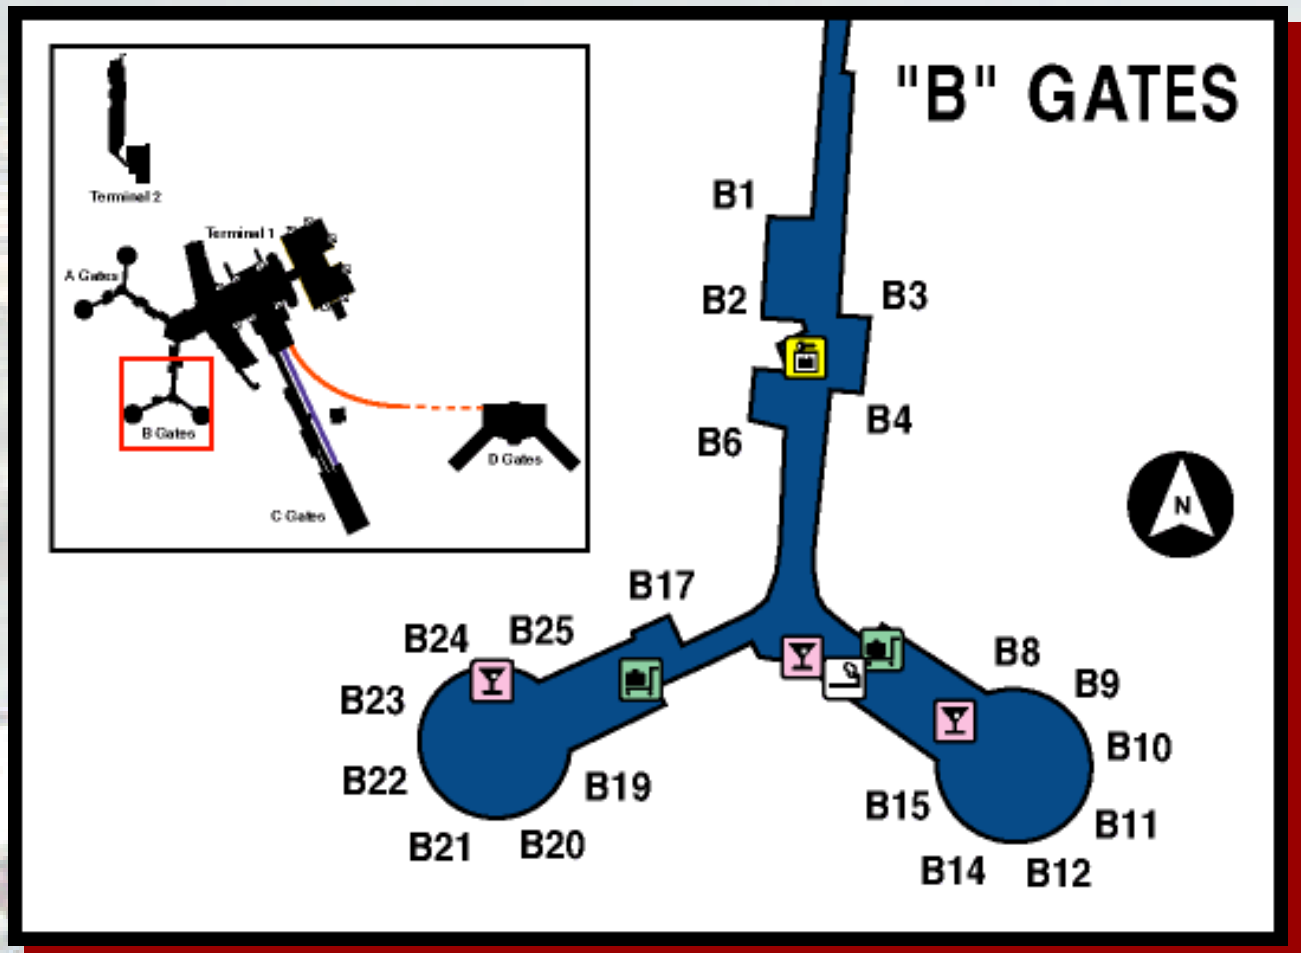 "B" GATES
Terminal 2
Terminal 1
A Gates
B Gates
C Gates
D Gates
B1
B2
B3
B4
B6
N
B17
B24
B25
B23
B22
B21
B20
B19
B8
B9
B10
B11
B15
B14
B12